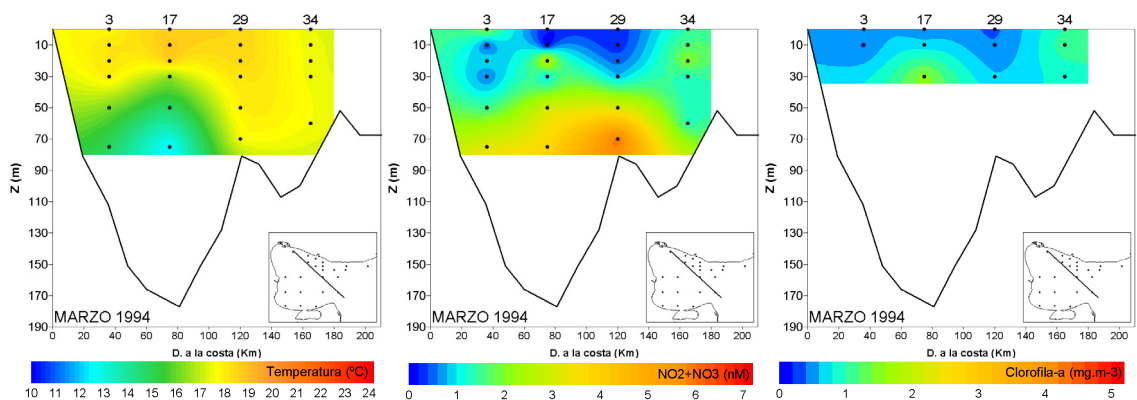 3 17 29 34
10
30
50
70
90
110
130
150
170
190
Z (m)
MARZO 1994
0 20 40 60 80 100 120 140 160 180 200
D. a la costa (Km)
Temperatura (ºC)
10 11 12 13 14 15 16 17 18 19 20 21 22 23 24
3 17 29 34
10
30
50
70
90
110
130
150
170
190
Z (m)
MARZO 1994
0 20 40 60 80 100 120 140 160 180 200
D. a la costa (Km)
NO2+NO3 (nM)
0 1 2 3 4 5 6 7
3 17 29 34
10
30
50
70
90
110
130
150
170
190
Z (m)
MARZO 1994
0 20 40 60 80 100 120 140 160 180 200
D. a la costa (Km)
Clorofila-a (mg.m-3)
0 1 2 3 4 5